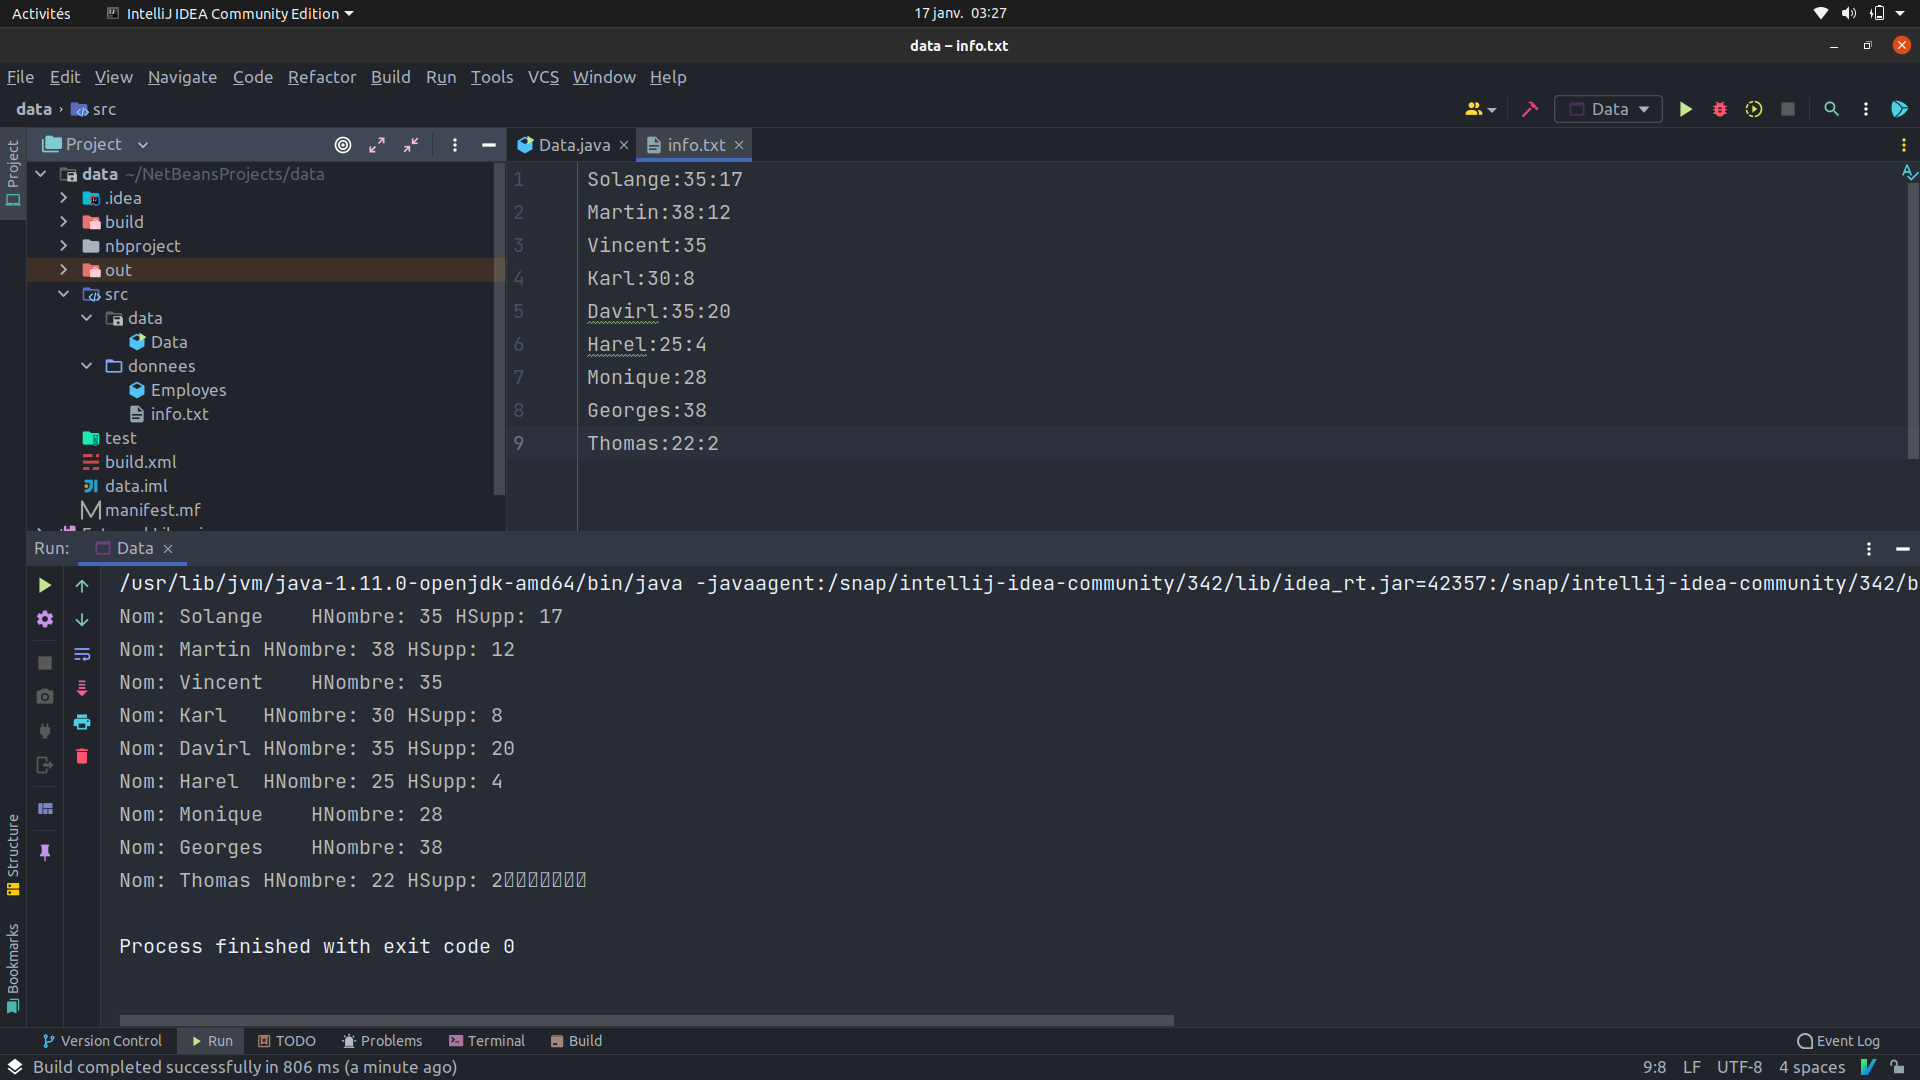 Activités IntelliJ IDEA Community Edition 17 janv. 03:27
data – info.txt
File Edit View Navigate Code Refactor Build Run Tools VCS Window Help
data › src Data
Project Data.java info.txt
Project
data ~/NetBeansProjects/data
.idea
build
nbproject
out
src
data
Data
donnees
Employes
info.txt
test
build.xml
data.iml
manifest.mf
1 Solange:35:17
2 Martin:38:12
3 Vincent:35
4 Karl:30:8
5 Davirl:35:20
6 Harel:25:4
7 Monique:28
8 Georges:38
9 Thomas:22:2
Run: Data
/usr/lib/jvm/java-1.11.0-openjdk-amd64/bin/java -javaagent:/snap/intellij-idea-community/342/lib/idea_rt.jar=42357:/snap/intellij-idea-community/342/b
Nom: Solange HNombre: 35 HSupp: 17
Nom: Martin HNombre: 38 HSupp: 12
Nom: Vincent HNombre: 35
Nom: Karl HNombre: 30 HSupp: 8
Nom: Davirl HNombre: 35 HSupp: 20
Nom: Harel HNombre: 25 HSupp: 4
Nom: Monique HNombre: 28
Nom: Georges HNombre: 38
Nom: Thomas HNombre: 22 HSupp: 2
Process finished with exit code 0
Structure
Bookmarks
Version Control Run TODO Problems Terminal Build Event Log
Build completed successfully in 806 ms (a minute ago) 9:8 LF UTF-8 4 spaces